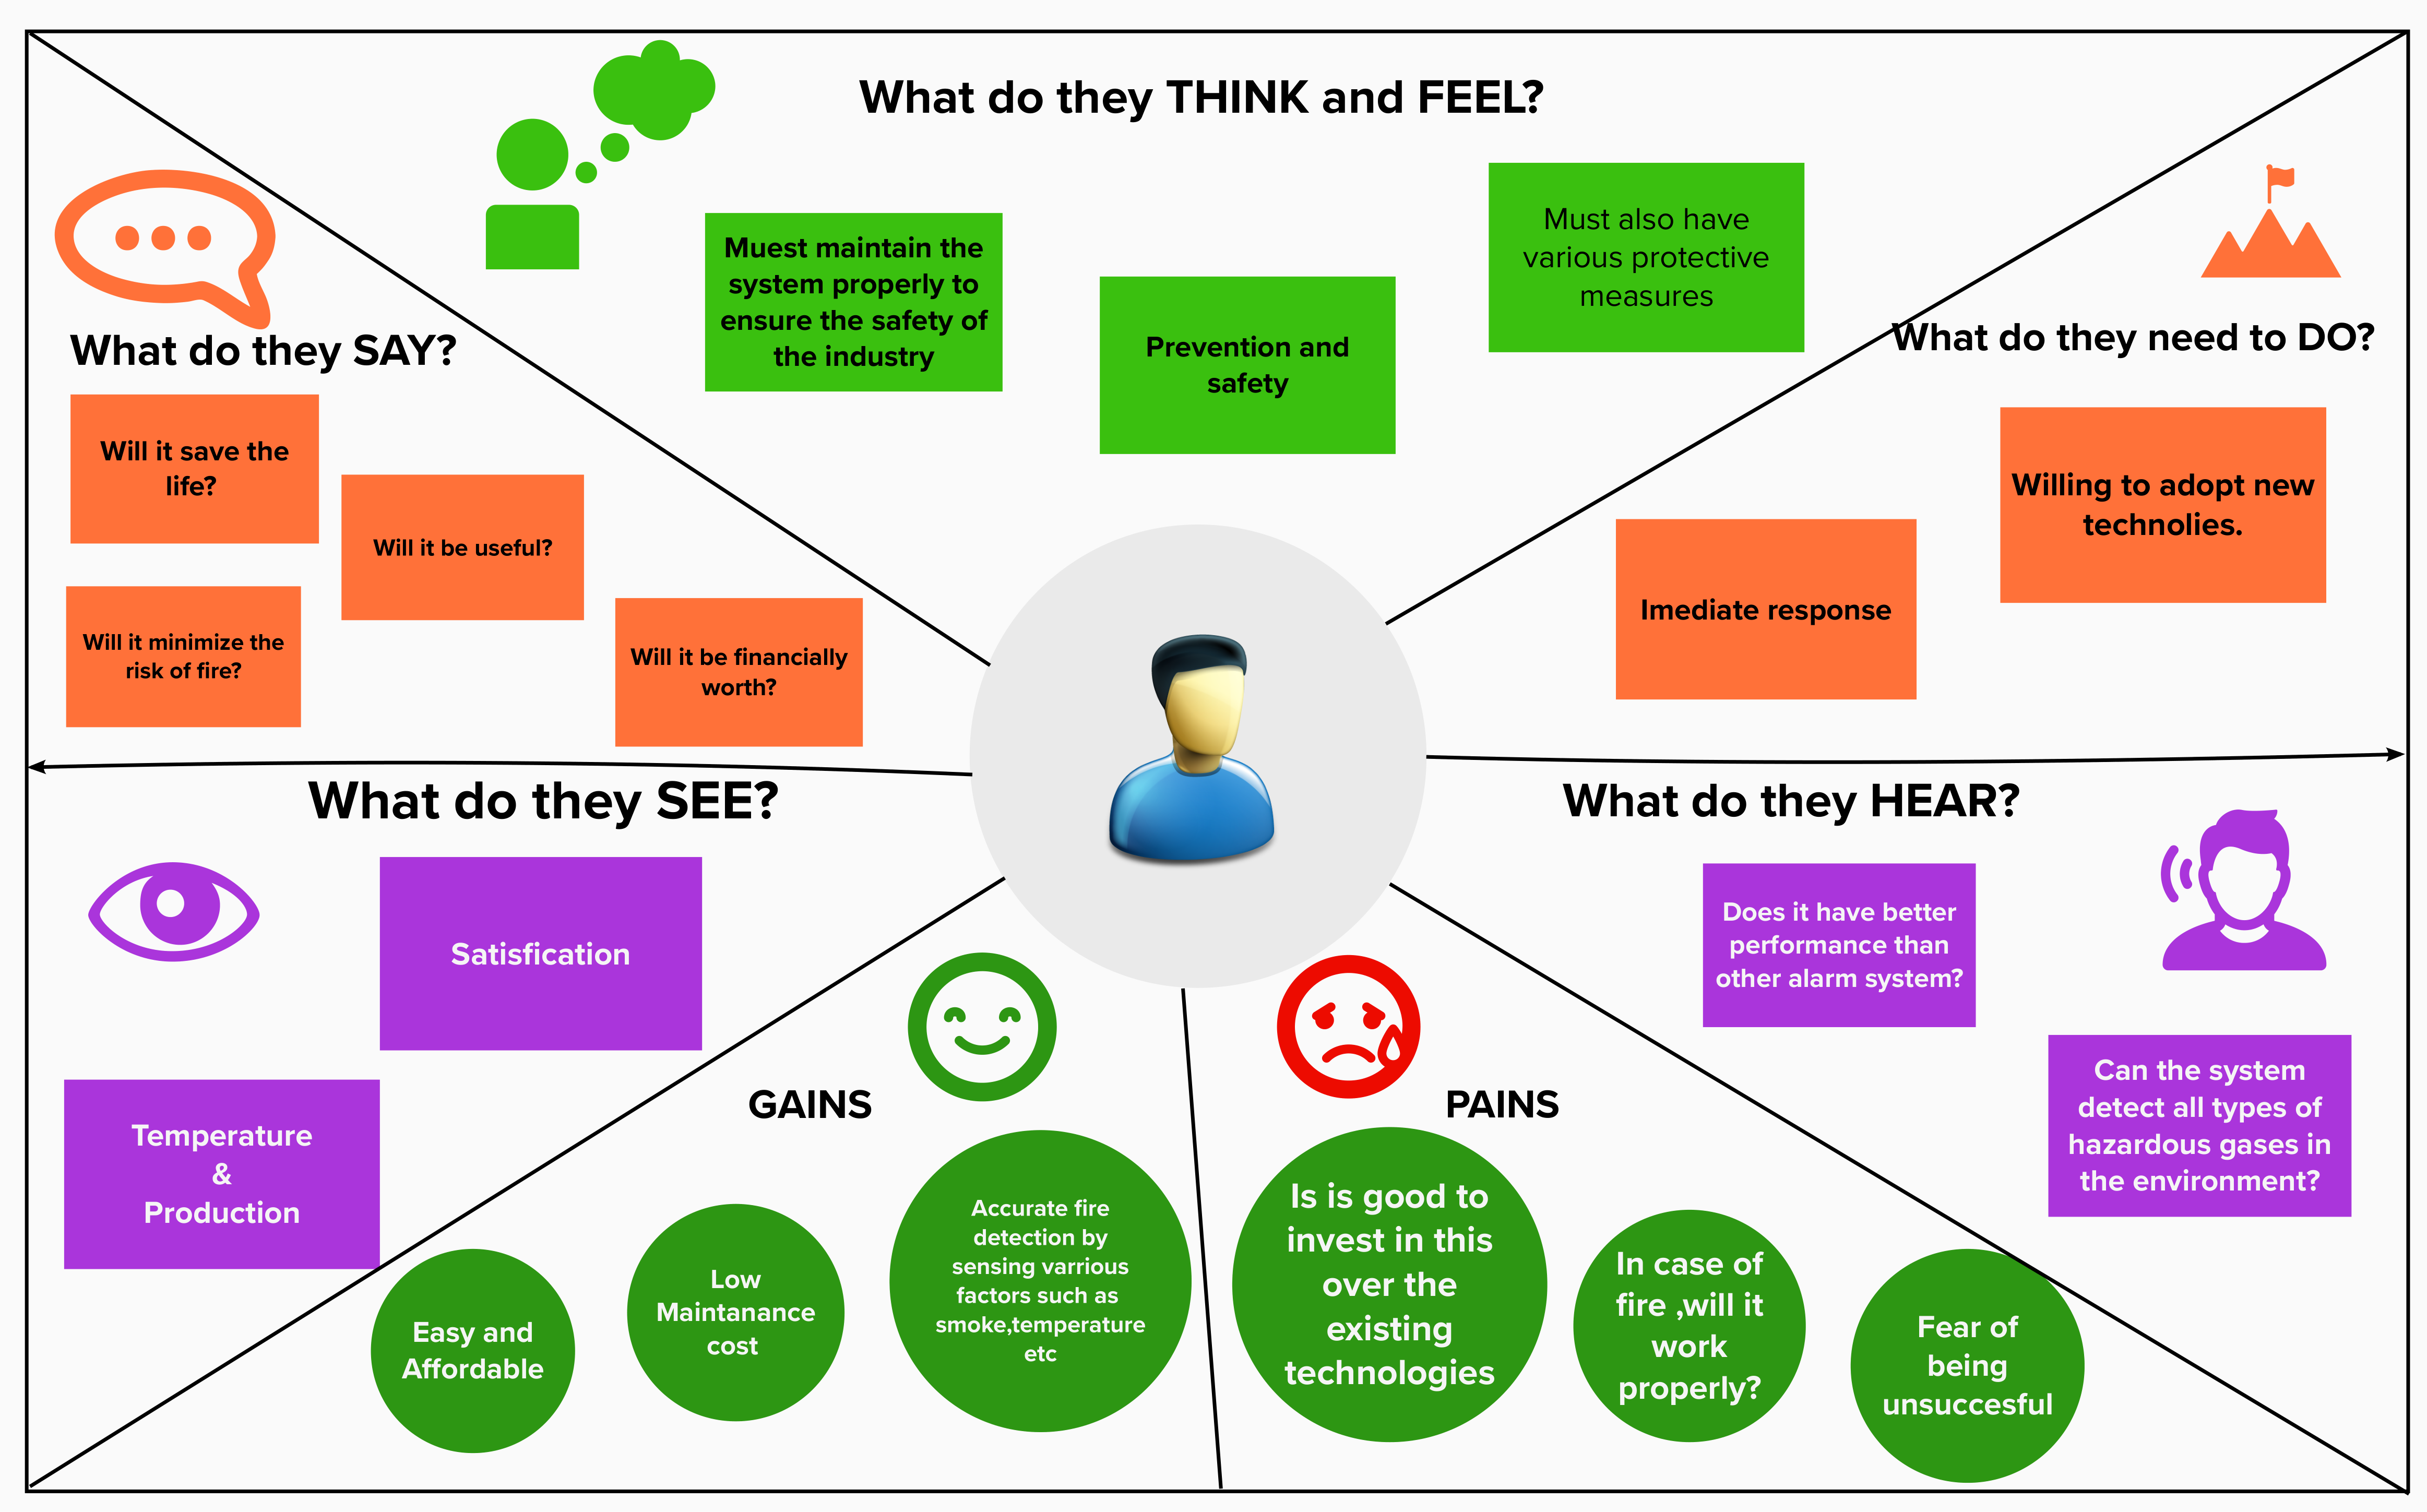 What do they THINK and FEEL?
Muest maintain the
system properly to
ensure the safety of
the industry
Prevention and
safety
Must also have
various protective
measures
What do they SAY?
Will it save the
life?
Will it be useful?
Will it minimize the
risk of fire?
Will it be financially
worth?
What do they need to DO?
Willing to adopt new
technolies.
Imediate response
What do they SEE?
Satisfication
Temperature
&
Production
What do they HEAR?
Does it have better
performance than
other alarm system?
Can the system
detect all types of
hazardous gases in
the environment?
GAINS
Easy and
Affordable
Low
Maintanance
cost
Accurate fire
detection by
sensing varrious
factors such as
smoke,temperature
etc
PAINS
Is is good to
invest in this
over the
existing
technologies
In case of
fire ,will it
work
properly?
Fear of
being
unsuccesful